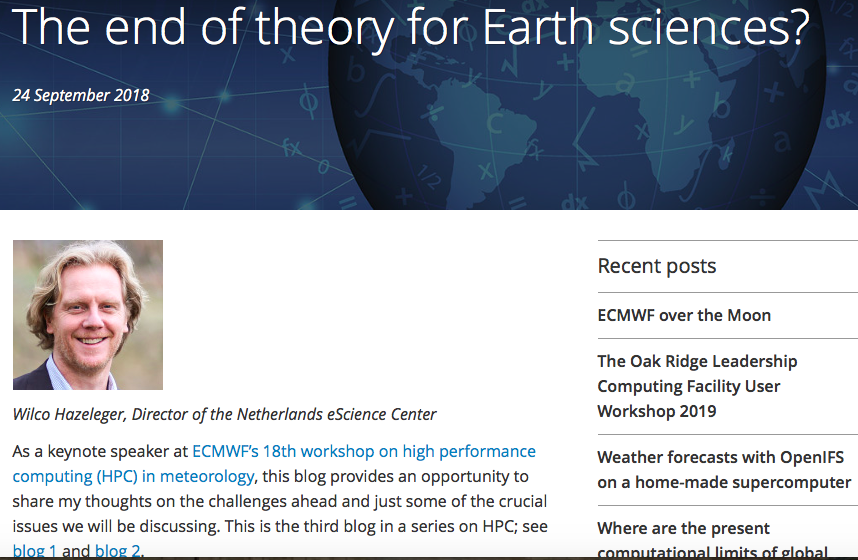 The end of theory for Earth sciences?
24 September 2018
Wilco Hazeleger, Director of the Netherlands eScience Center
As a keynote speaker at ECMWF's 18th workshop on high performance
computing (HPC) in meteorology, this blog provides an opportunity to
share my thoughts on the challenges ahead and just some of the crucial
issues we will be discussing. This is the third blog in a series on HPC; see
blog 1 and blog 2.
Recent posts
ECMWF over the Moon
The Oak Ridge Leadership
Computing Facility User
Workshop 2019
Weather forecasts with OpenIFS
on a home-made supercomputer
Where are the present
computational limits of global